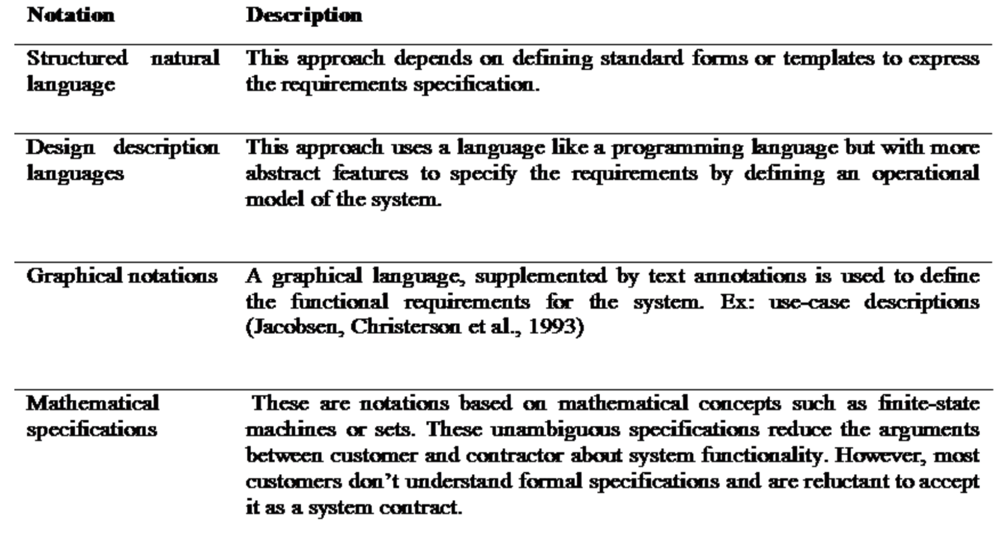 Notation Description
Structured natural This approach depends on defining standard forms or templates to express
language the requirements specification.
Design description This approach uses a language like a programming language but with more
languages abstract features to specify the requirements by defining an operational
model of the system.
Graphical notations A graphical language, supplemented by text annotations is used to define
the functional requirements for the system. Ex: use-case descriptions
(Jacobsen, Christerson et al., 1993)
Mathematical These are notations based on mathematical concepts such as finite-state
specifications machines or sets. These unambiguous specifications reduce the arguments
between customer and contractor about system functionality. However, most
customers don't understand formal specifications and are reluctant to accept
it as a system contract.